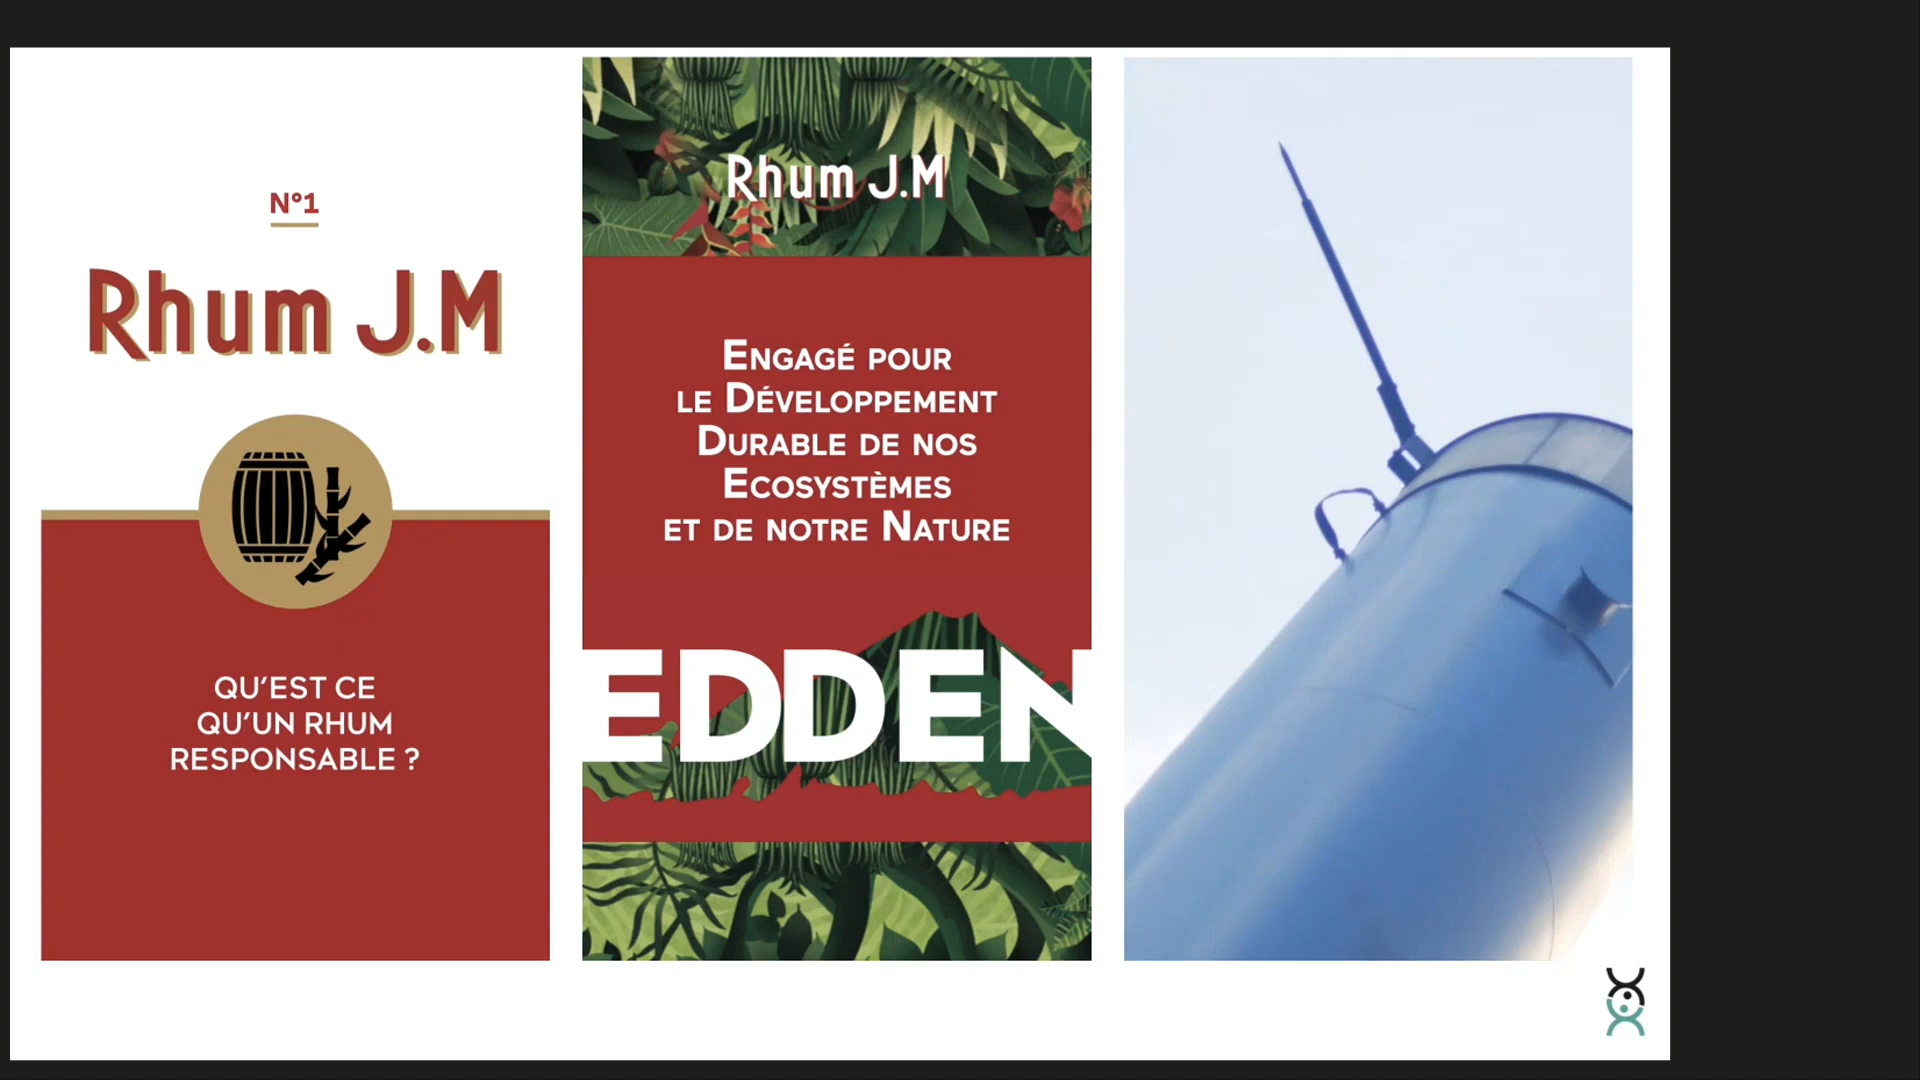 N°1
Rhum J.M
QU'EST CE
QU'UN RHUM
RESPONSABLE ?
Rhum J.M
ENGAGÉ POUR
LE DÉVELOPPEMENT
DURABLE DE NOS
ECOSYSTÈMES
ET DE NOTRE NATURE
EDDEN